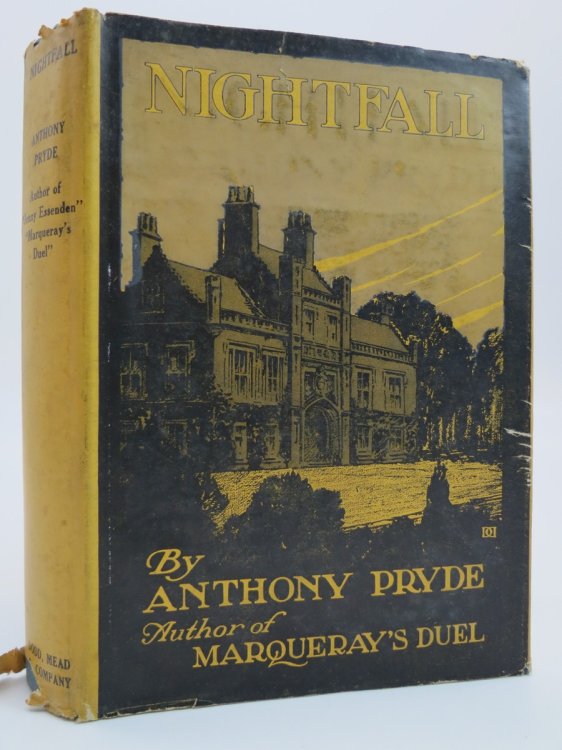 NIGHTFALL
ANTHONY
PRYDE
Author of
Essenden"
"Marqueray's
Duel"
MEAD
COMPANY
NIGHTFALL
By
ANTHONY PRYDE
Author of
MARQUERAY'S DUEL